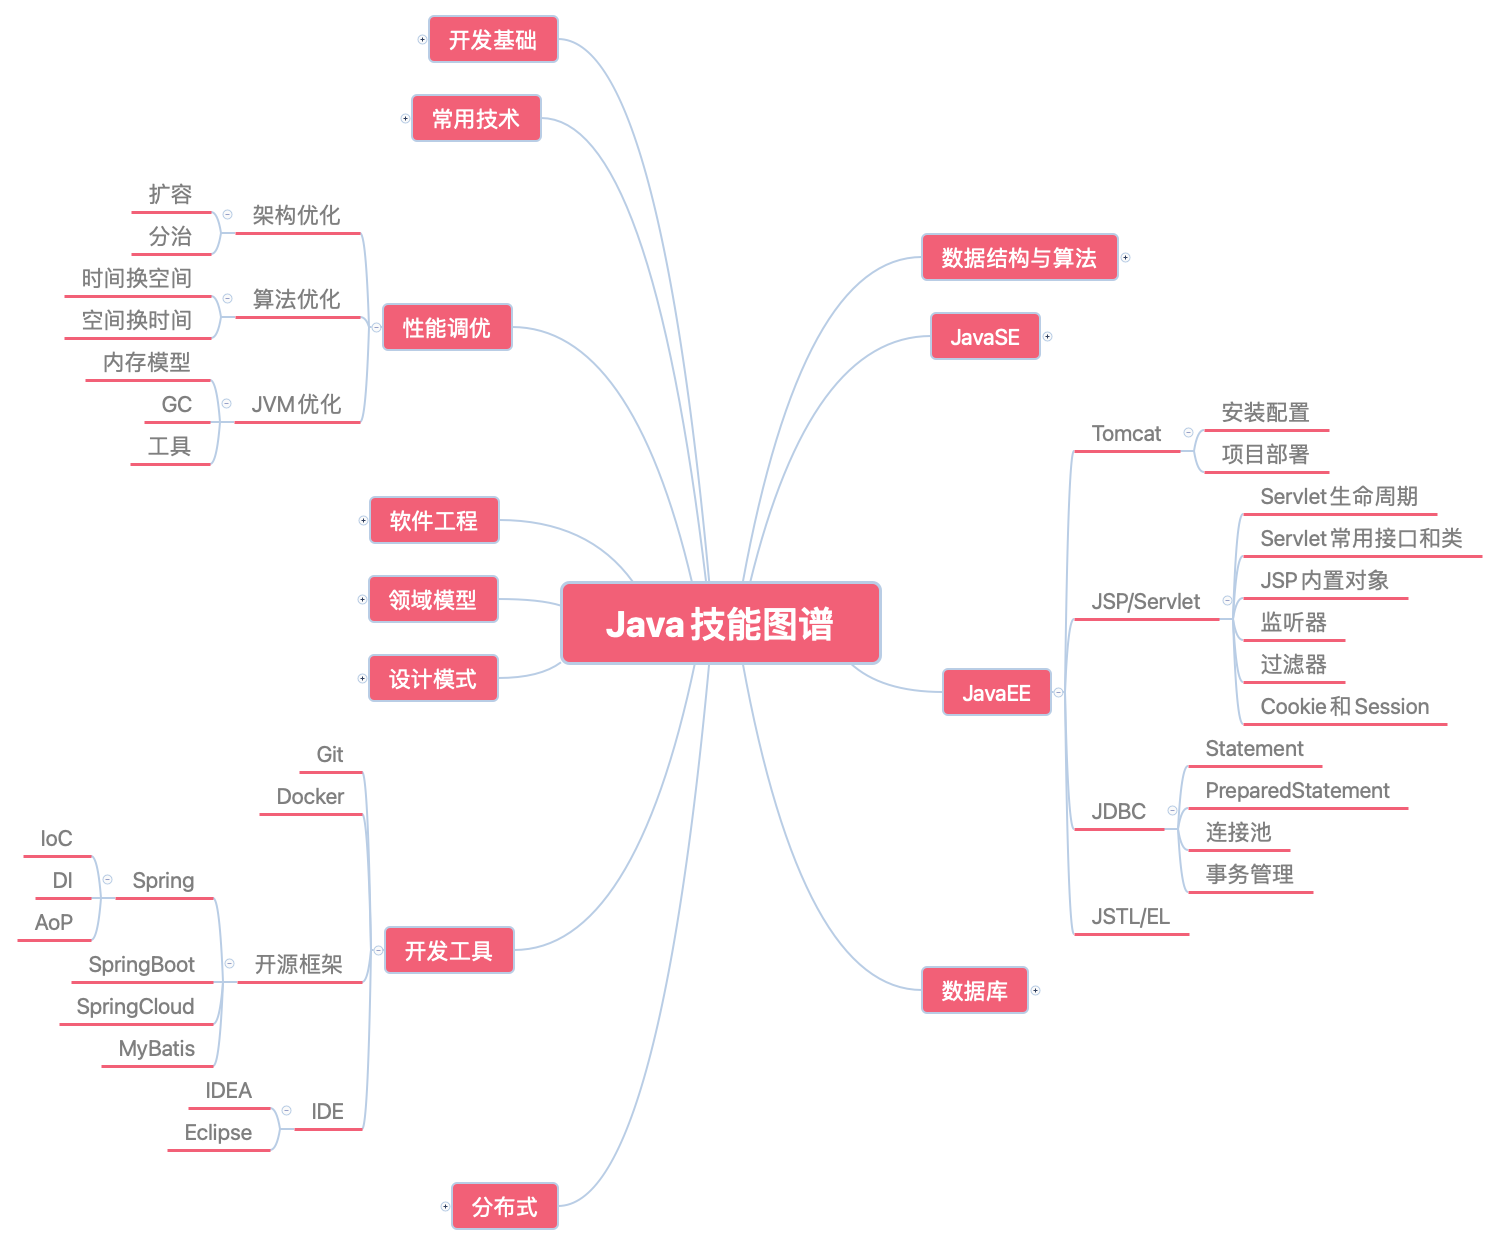 Java技能图谱
数据结构与算法
JavaSE
JavaEE
Tomcat
安装配置
项目部署
JSP/Servlet
Servlet生命周期
Servlet常用接口和类
JSP内置对象
监听器
过滤器
Cookie和Session
JDBC
Statement
PreparedStatement
连接池
事务管理
JSTL/EL
数据库
开发基础
常用技术
性能调优
架构优化
扩容
分治
算法优化
时间换空间
空间换时间
JVM优化
内存模型
GC
工具
软件工程
领域模型
设计模式
开发工具
Git
Docker
开源框架
Spring
IoC
DI
AoP
SpringBoot
SpringCloud
MyBatis
IDE
IDEA
Eclipse
分布式